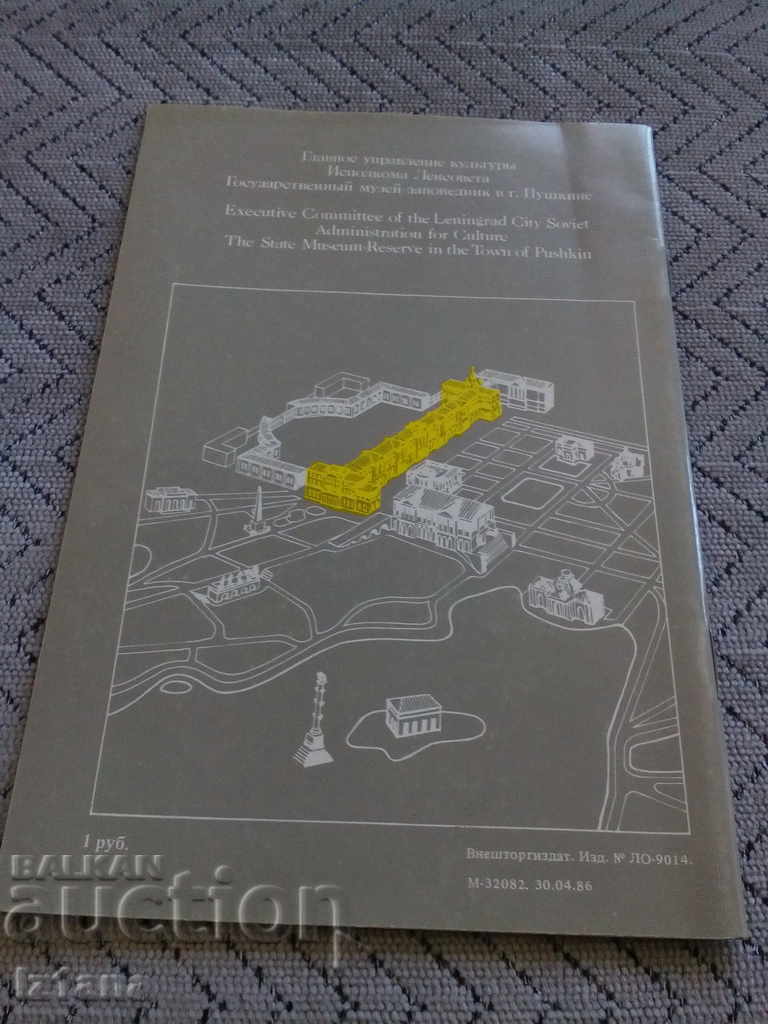 Главное управление культуры
Исполкома Ленсовета
Государственный музей-заповедник в г. Пушкине
Executive Committee of the Leningrad City Soviet
Administration for Culture
The State Museum-Reserve in the Town of Pushkin
1 руб.
Внешторгиздат. Изд. № ЛО-9014.
М-32082. 30.04.86
BALKAN
auction
Iztana